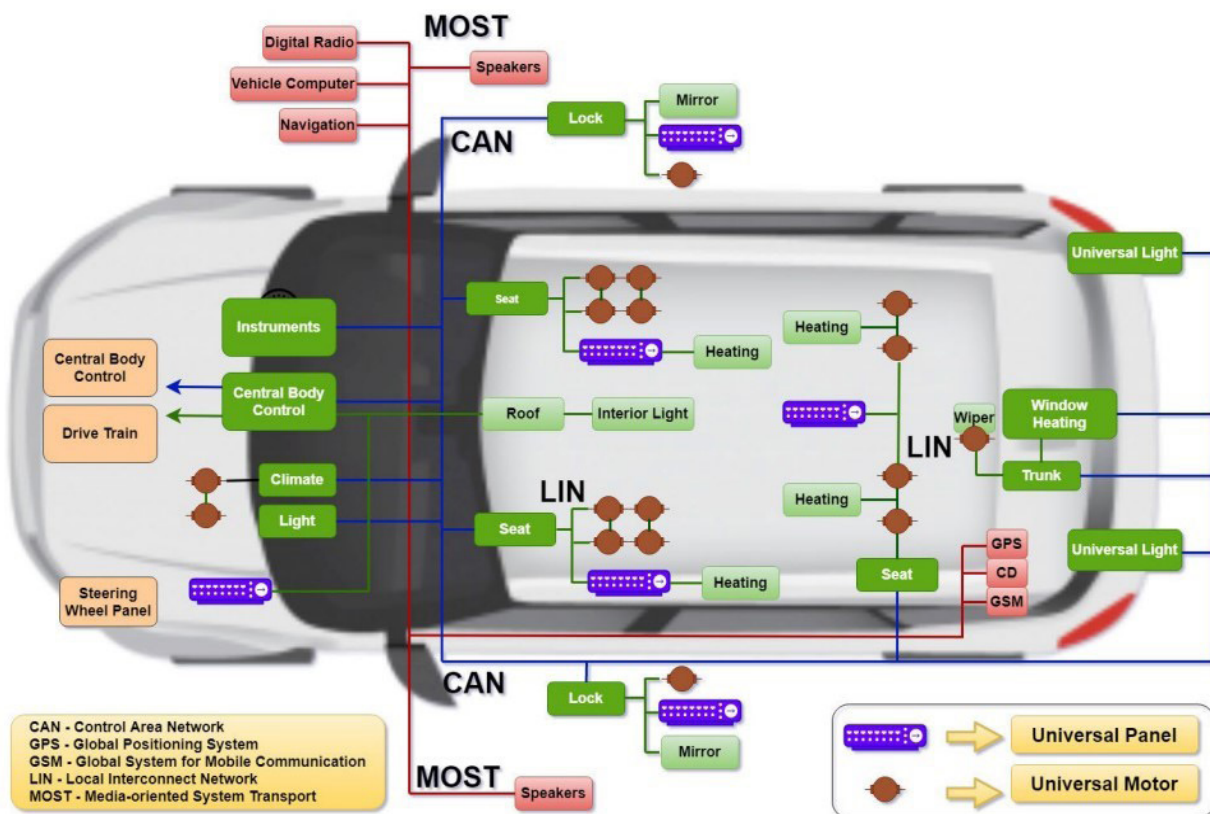 MOST
Digital Radio
Speakers
Vehicle Computer
Navigation
CAN
Lock
Mirror
Universal Light
Seat
Instruments
Heating
Heating
Central Body
Control
Central Body
Control
Drive Train
Roof
Interior Light
Wiper
Window
Heating
LIN
Trunk
Climate
LIN
Heating
Light
Seat
Universal Light
GPS
CD
GSM
Seat
Heating
Steering
Wheel Panel
CAN
Lock
Mirror
MOST
Speakers
CAN - Control Area Network
GPS - Global Positioning System
GSM - Global System for Mobile Communication
LIN - Local Interconnect Network
MOST - Media-oriented System Transport
Universal Panel
Universal Motor